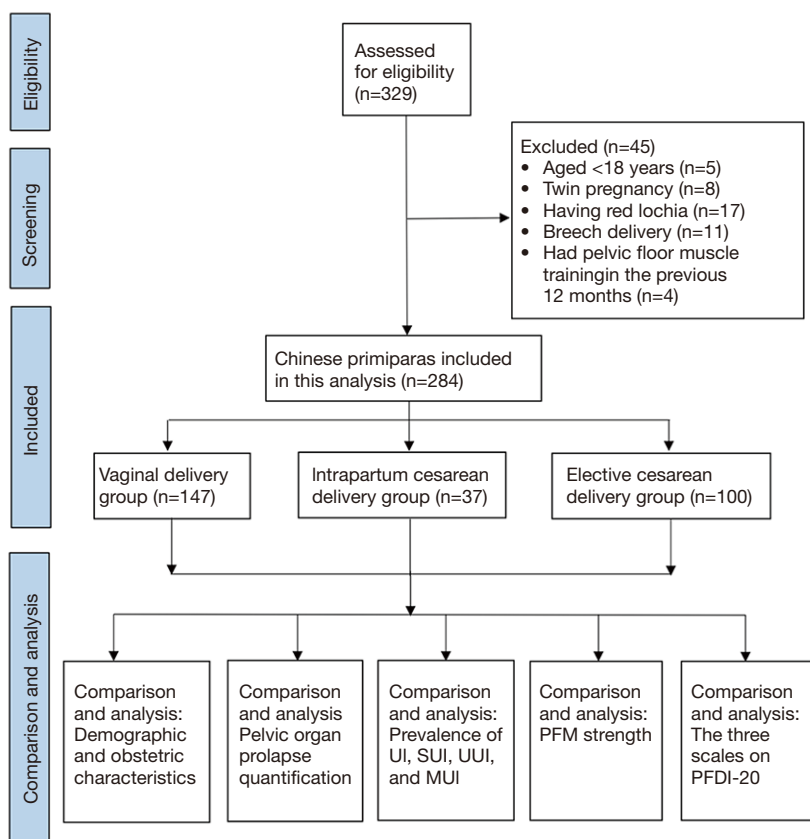 Eligibility
Assessed
for eligibility
(n=329)
Screening
Excluded (n=45)
• Aged <18 years (n=5)
• Twin pregnancy (n=8)
• Having red lochia (n=17)
• Breech delivery (n=11)
• Had pelvic floor muscle
trainingin the previous
12 months (n=4)
Included
Chinese primiparas included
in this analysis (n=284)
Vaginal delivery
group (n=147)
Intrapartum cesarean
delivery group (n=37)
Elective cesarean
delivery group (n=100)
Comparison and analysis
Comparison
and analysis:
Demographic
and obstetric
characteristics
Comparison
and analysis
Pelvic organ
prolapse
quantification
Comparison
and analysis:
Prevalence of
UI, SUI, UUI,
and MUI
Comparison
and analysis:
PFM strength
Comparison
and analysis:
The three
scales on
PFDI-20